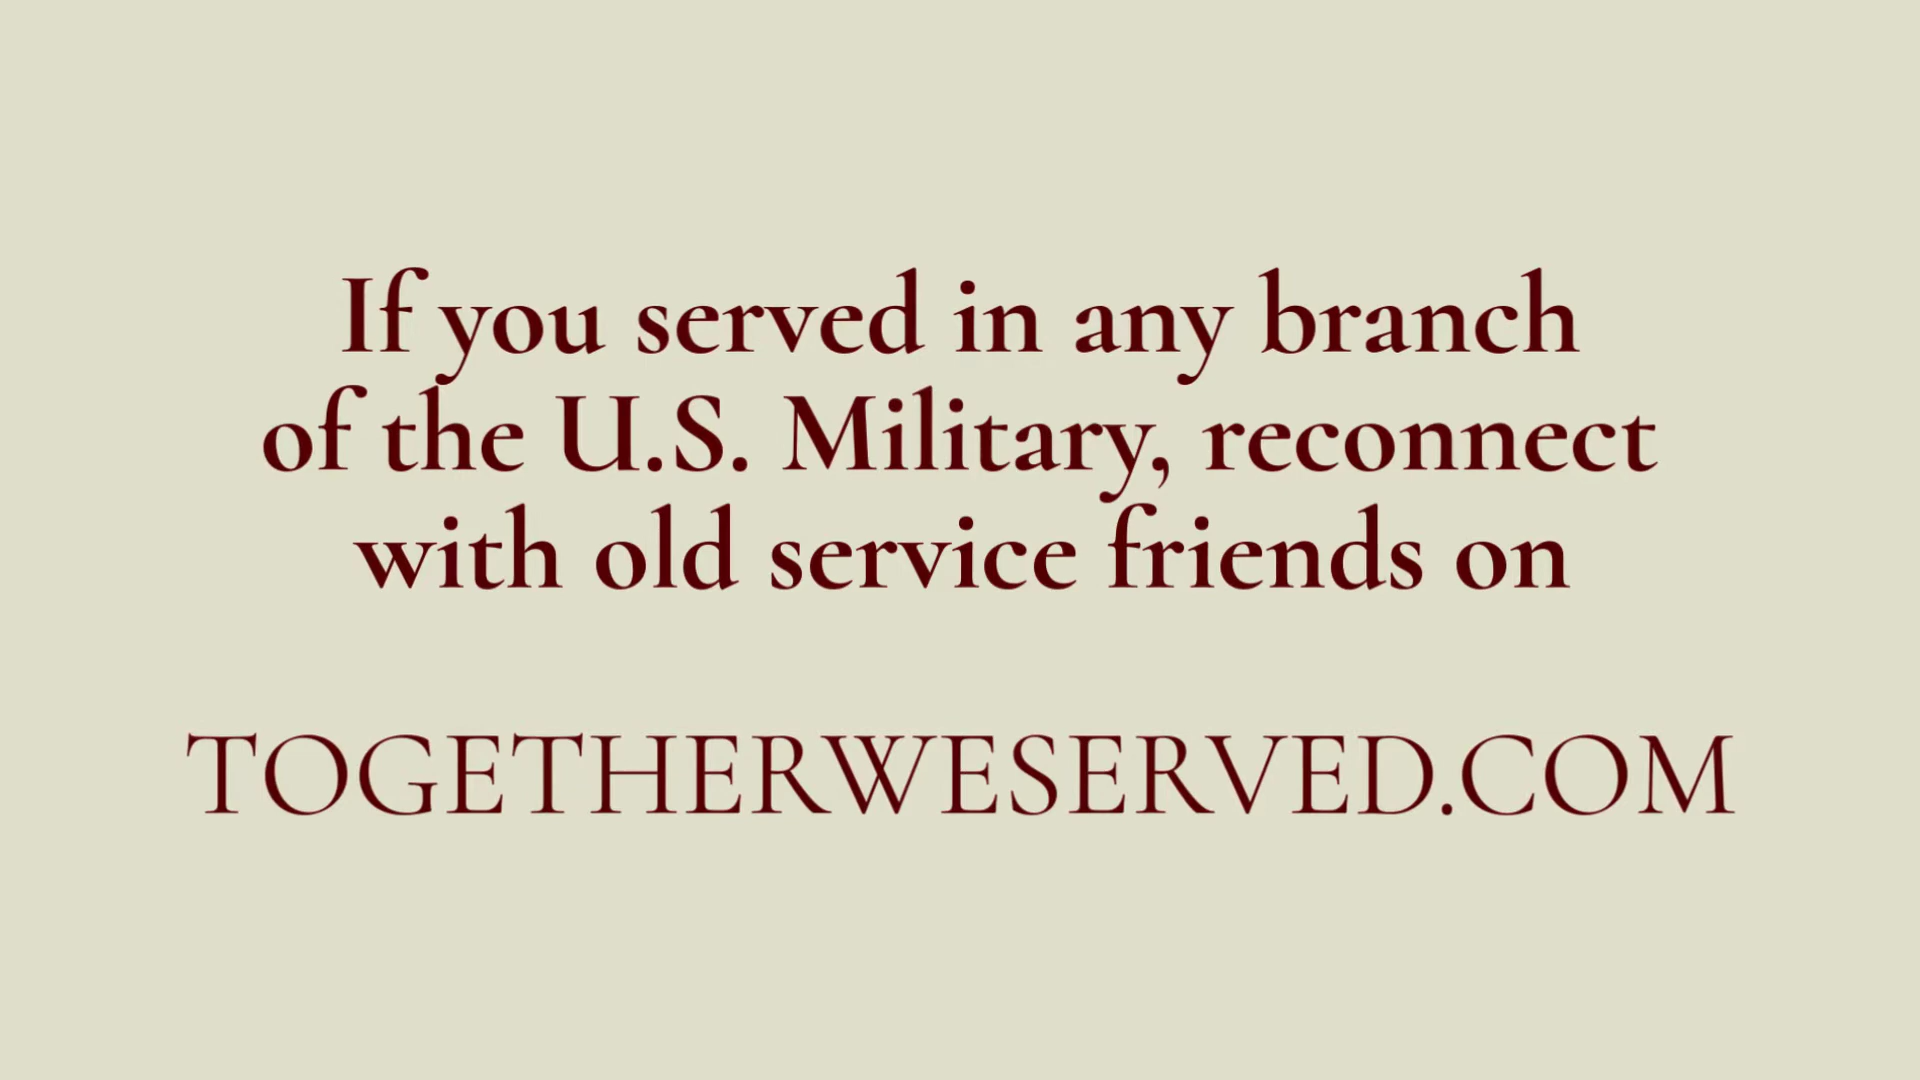 If you served in any branch
of the U.S. Military, reconnect
with old service friends on
TOGETHERWESERVED.COM